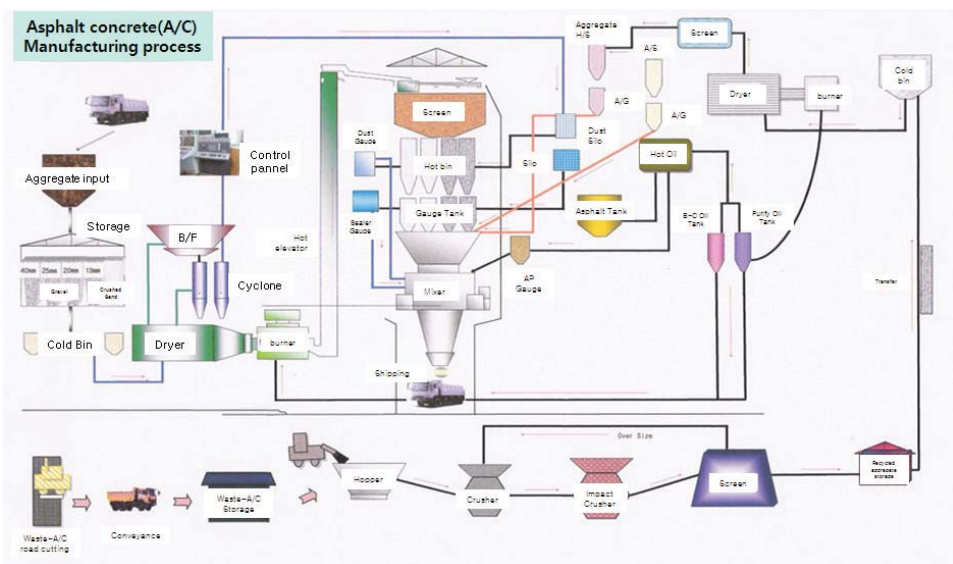 Asphalt concrete(A/C)
Manufacturing process
Aggregate
H/S
A/S
Screen
Cold
bin
Dryer
burner
A/G
A/G
Screen
Dust
Gauge
Dust
Silo
Control
pannel
Hot bin
Silo
Hot Oil
Aggregate input
Sealer
Gauge
Gauge Tank
Asphalt Tank
B-C Oil
Tank
Purify Oil
Tank
Storage
B/F
Hot
elevator
40mm 25mm 20mm 13mm
Gravel
Crushed
Sand
Cyclone
Mixer
AP
Gauge
Transfer
Cold Bin
Dryer
burner
Shipping
Over Size
Hopper
Waste-A/C
Storage
Crusher
Impact
Crusher
Screen
Recycled
aggregate
storage
Waste-A/C
road cutting
Conveyance